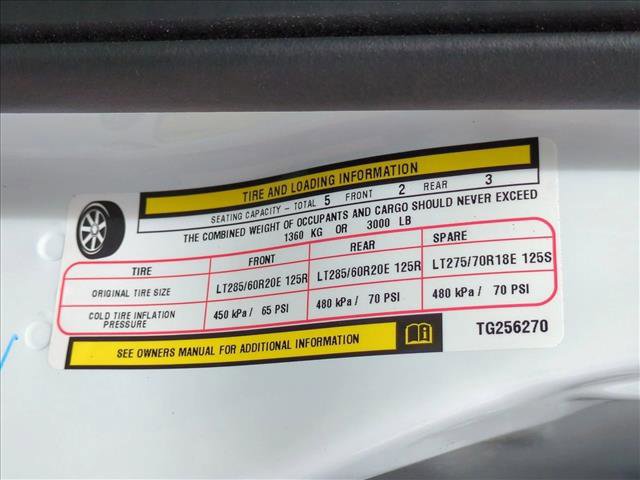 TIRE AND LOADING INFORMATION
SEATING CAPACITY - TOTAL 5 FRONT 2 REAR 3
THE COMBINED WEIGHT OF OCCUPANTS AND CARGO SHOULD NEVER EXCEED
1360 KG OR 3000 LB
TIRE FRONT REAR SPARE
ORIGINAL TIRE SIZE LT285/60R20E 125R LT285/60R20E 125R LT275/70R18E 125S
COLD TIRE INFLATION PRESSURE 450 kPa / 65 PSI 480 kPa / 70 PSI 480 kPa / 70 PSI
SEE OWNERS MANUAL FOR ADDITIONAL INFORMATION
TG256270